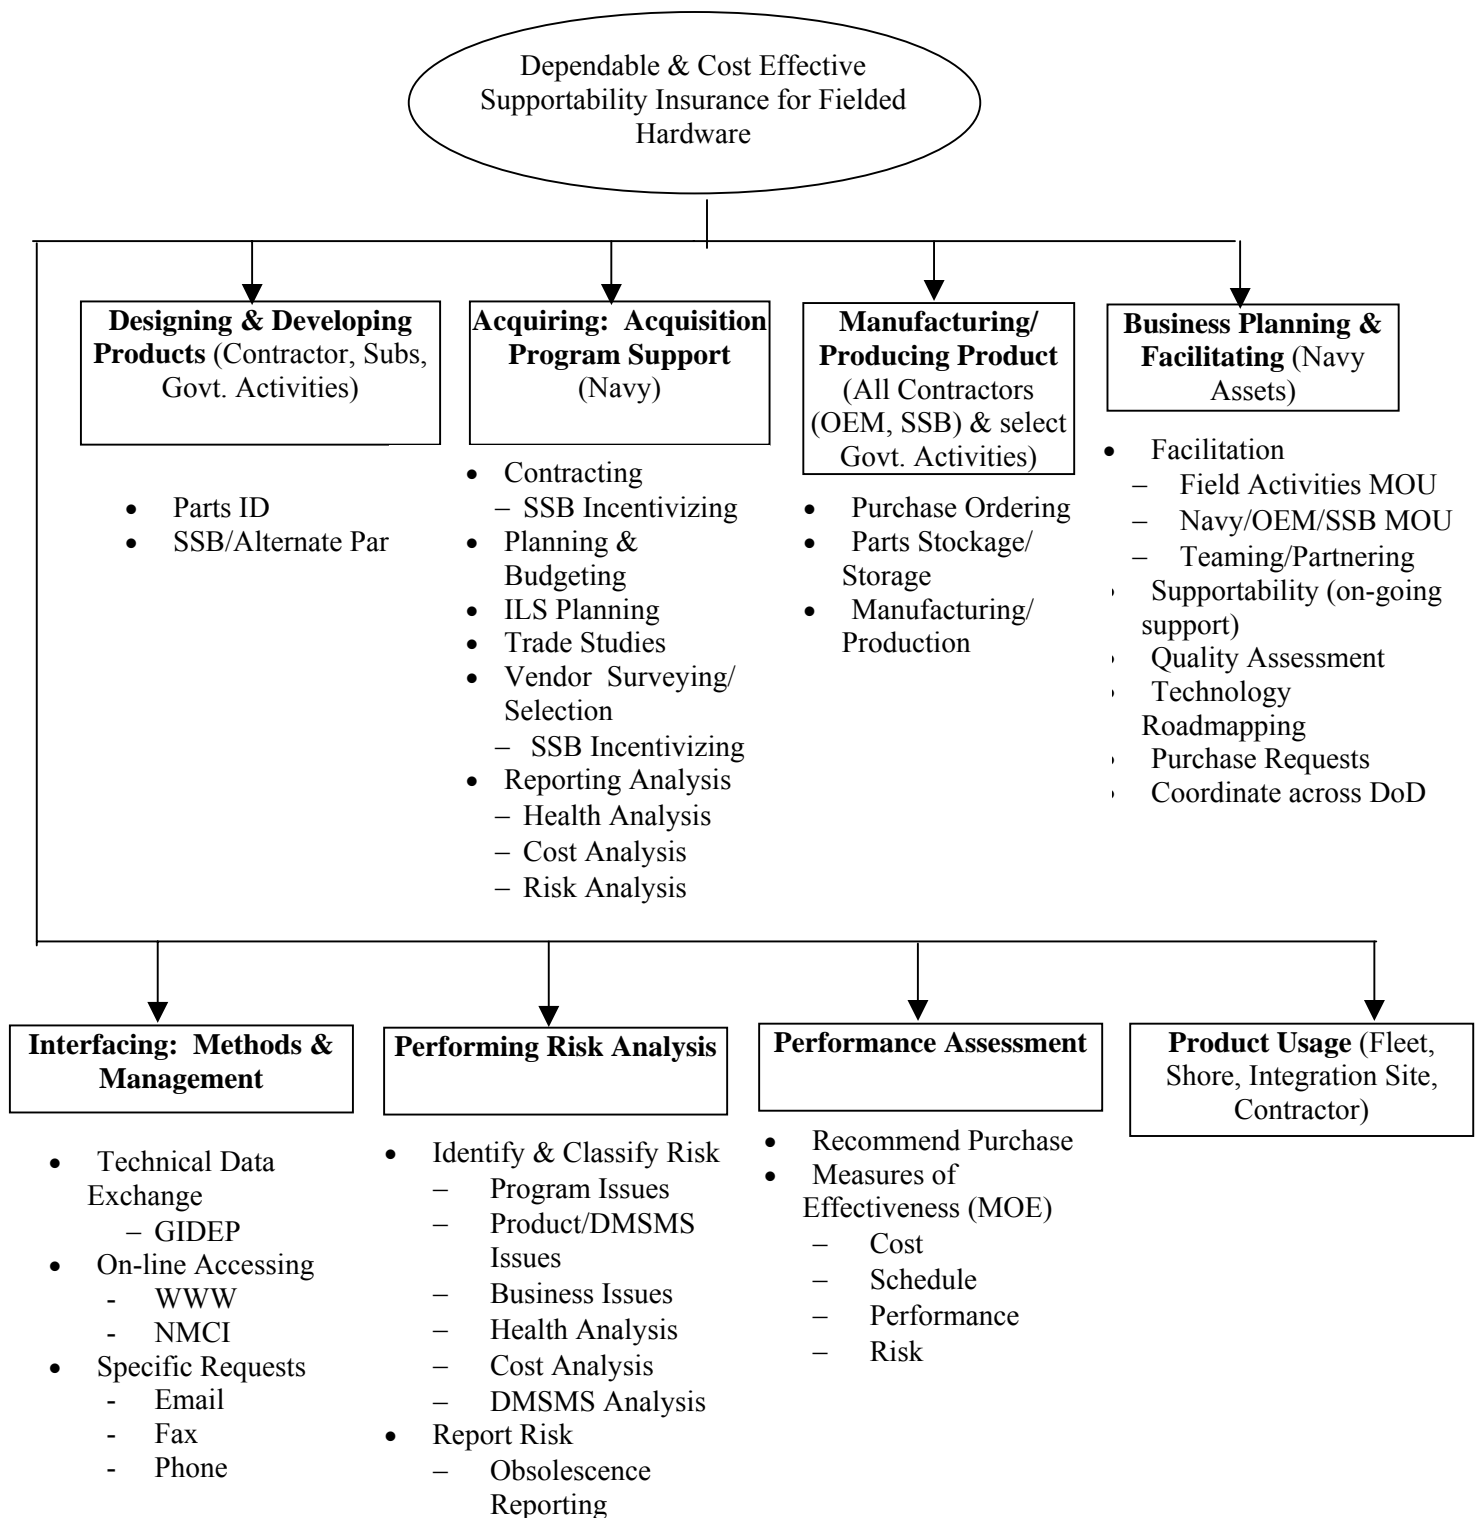 Dependable & Cost Effective
Supportability Insurance for Fielded
Hardware
Designing & Developing
Products (Contractor, Subs,
Govt. Activities)
• Parts ID
• SSB/Alternate Par
Acquiring: Acquisition
Program Support
(Navy)
• Contracting
– SSB Incentivizing
• Planning &
Budgeting
• ILS Planning
• Trade Studies
• Vendor Surveying/
Selection
– SSB Incentivizing
• Reporting Analysis
– Health Analysis
– Cost Analysis
– Risk Analysis
Manufacturing/
Producing Product
(All Contractors
(OEM, SSB) & select
Govt. Activities)
• Purchase Ordering
• Parts Stockage/
Storage
• Manufacturing/
Production
Business Planning &
Facilitating (Navy
Assets)
• Facilitation
– Field Activities MOU
– Navy/OEM/SSB MOU
– Teaming/Partnering
• Supportability (on-going
support)
• Quality Assessment
• Technology
Roadmapping
• Purchase Requests
• Coordinate across DoD
Interfacing: Methods &
Management
• Technical Data
Exchange
– GIDEP
• On-line Accessing
- WWW
- NMCI
• Specific Requests
- Email
- Fax
- Phone
Performing Risk Analysis
• Identify & Classify Risk
– Program Issues
– Product/DMSMS
Issues
– Business Issues
– Health Analysis
– Cost Analysis
– DMSMS Analysis
• Report Risk
– Obsolescence
Reporting
Performance Assessment
• Recommend Purchase
• Measures of
Effectiveness (MOE)
– Cost
– Schedule
– Performance
– Risk
Product Usage (Fleet,
Shore, Integration Site,
Contractor)